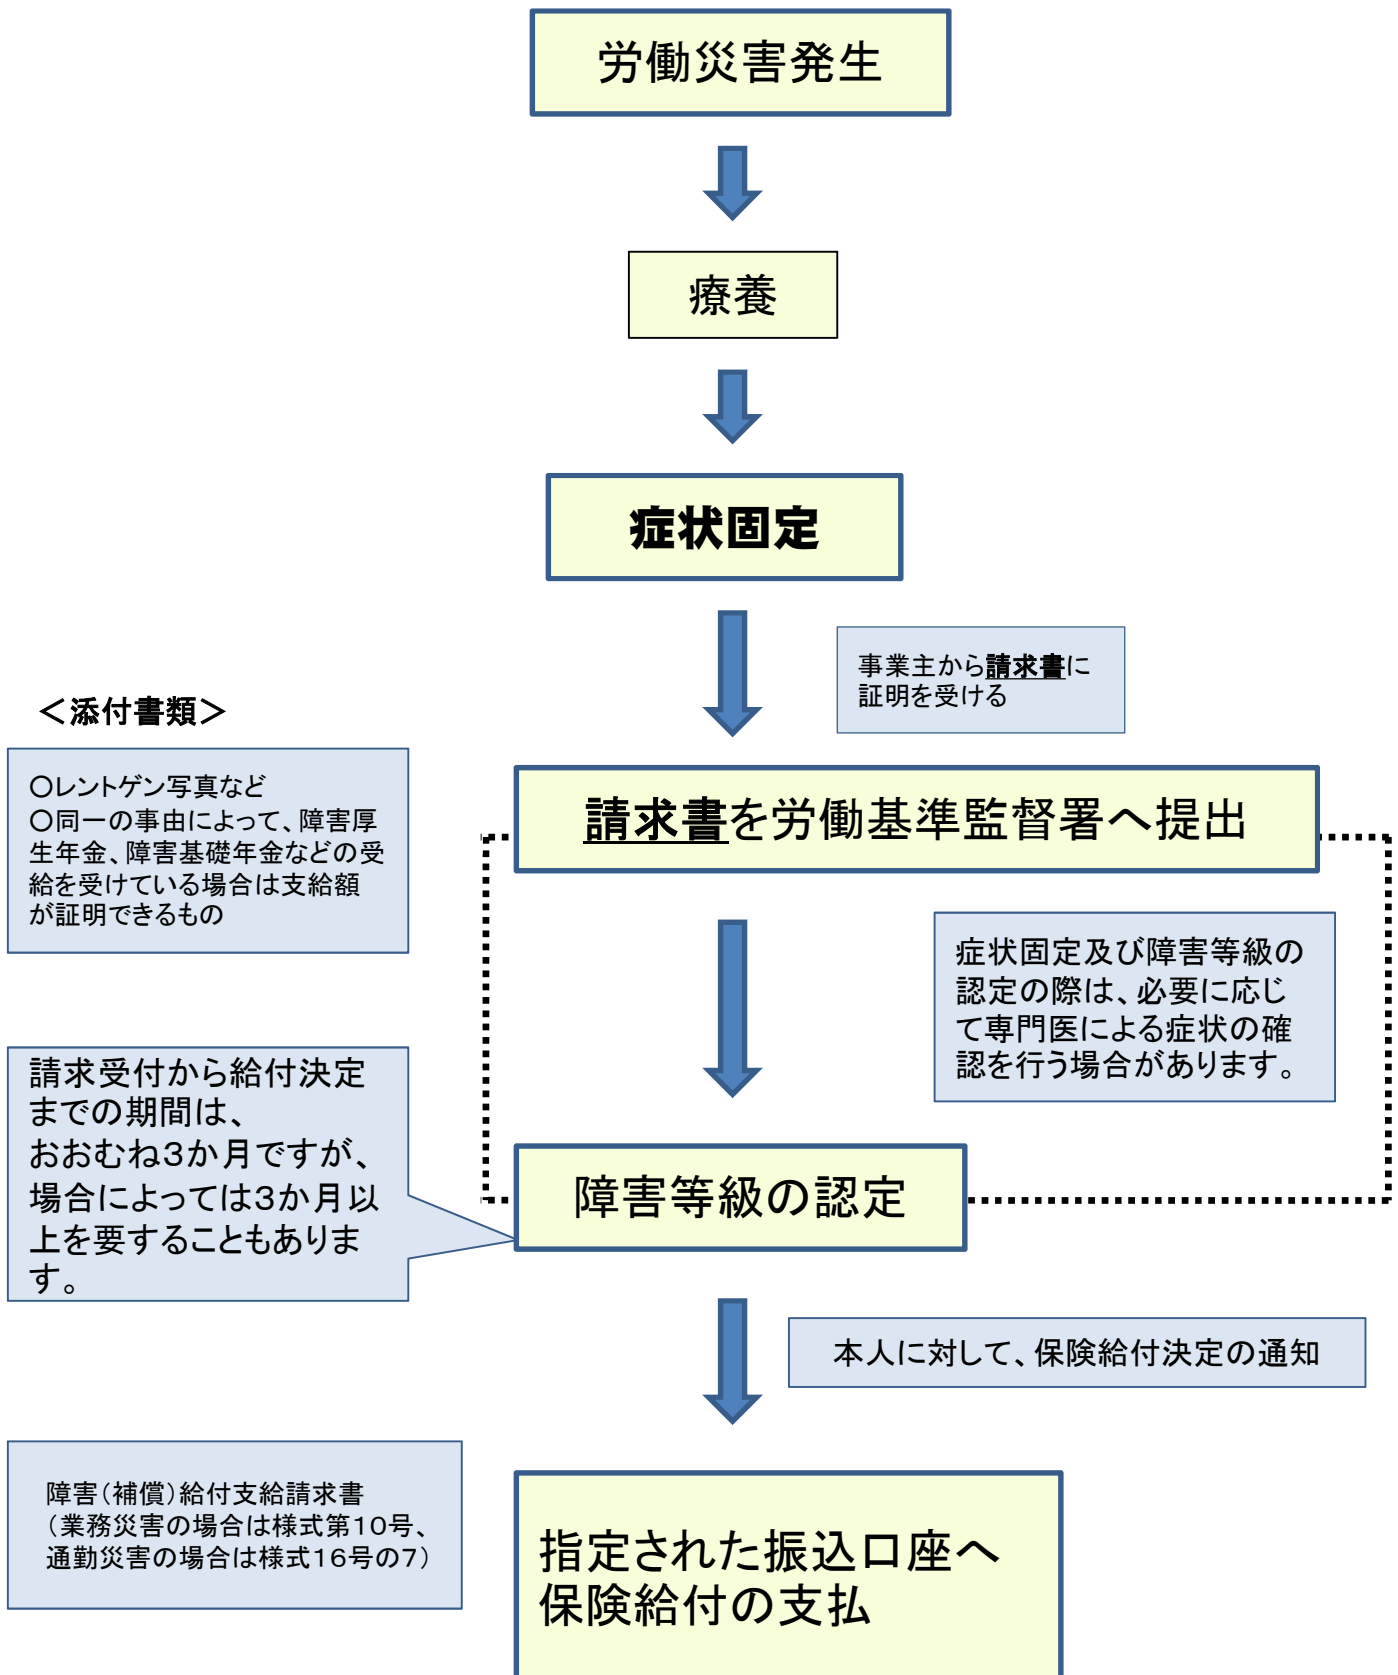 労働災害発生
療養
症状固定
事業主から請求書に
証明を受ける
＜添付書類＞
○レントゲン写真など
○同一の事由によって、障害厚
生年金、障害基礎年金などの受
給を受けている場合は支給額
が証明できるもの
請求書を労働基準監督署へ提出
症状固定及び障害等級の
認定の際は、必要に応じ
て専門医による症状の確
認を行う場合があります。
請求受付から給付決定
までの期間は、
おおむね３か月ですが、
場合によっては３か月以
上を要することもありま
す。
障害等級の認定
本人に対して、保険給付決定の通知
障害（補償）給付支給請求書
（業務災害の場合は様式第１０号、
通勤災害の場合は様式１６号の７）
指定された振込口座へ
保険給付の支払